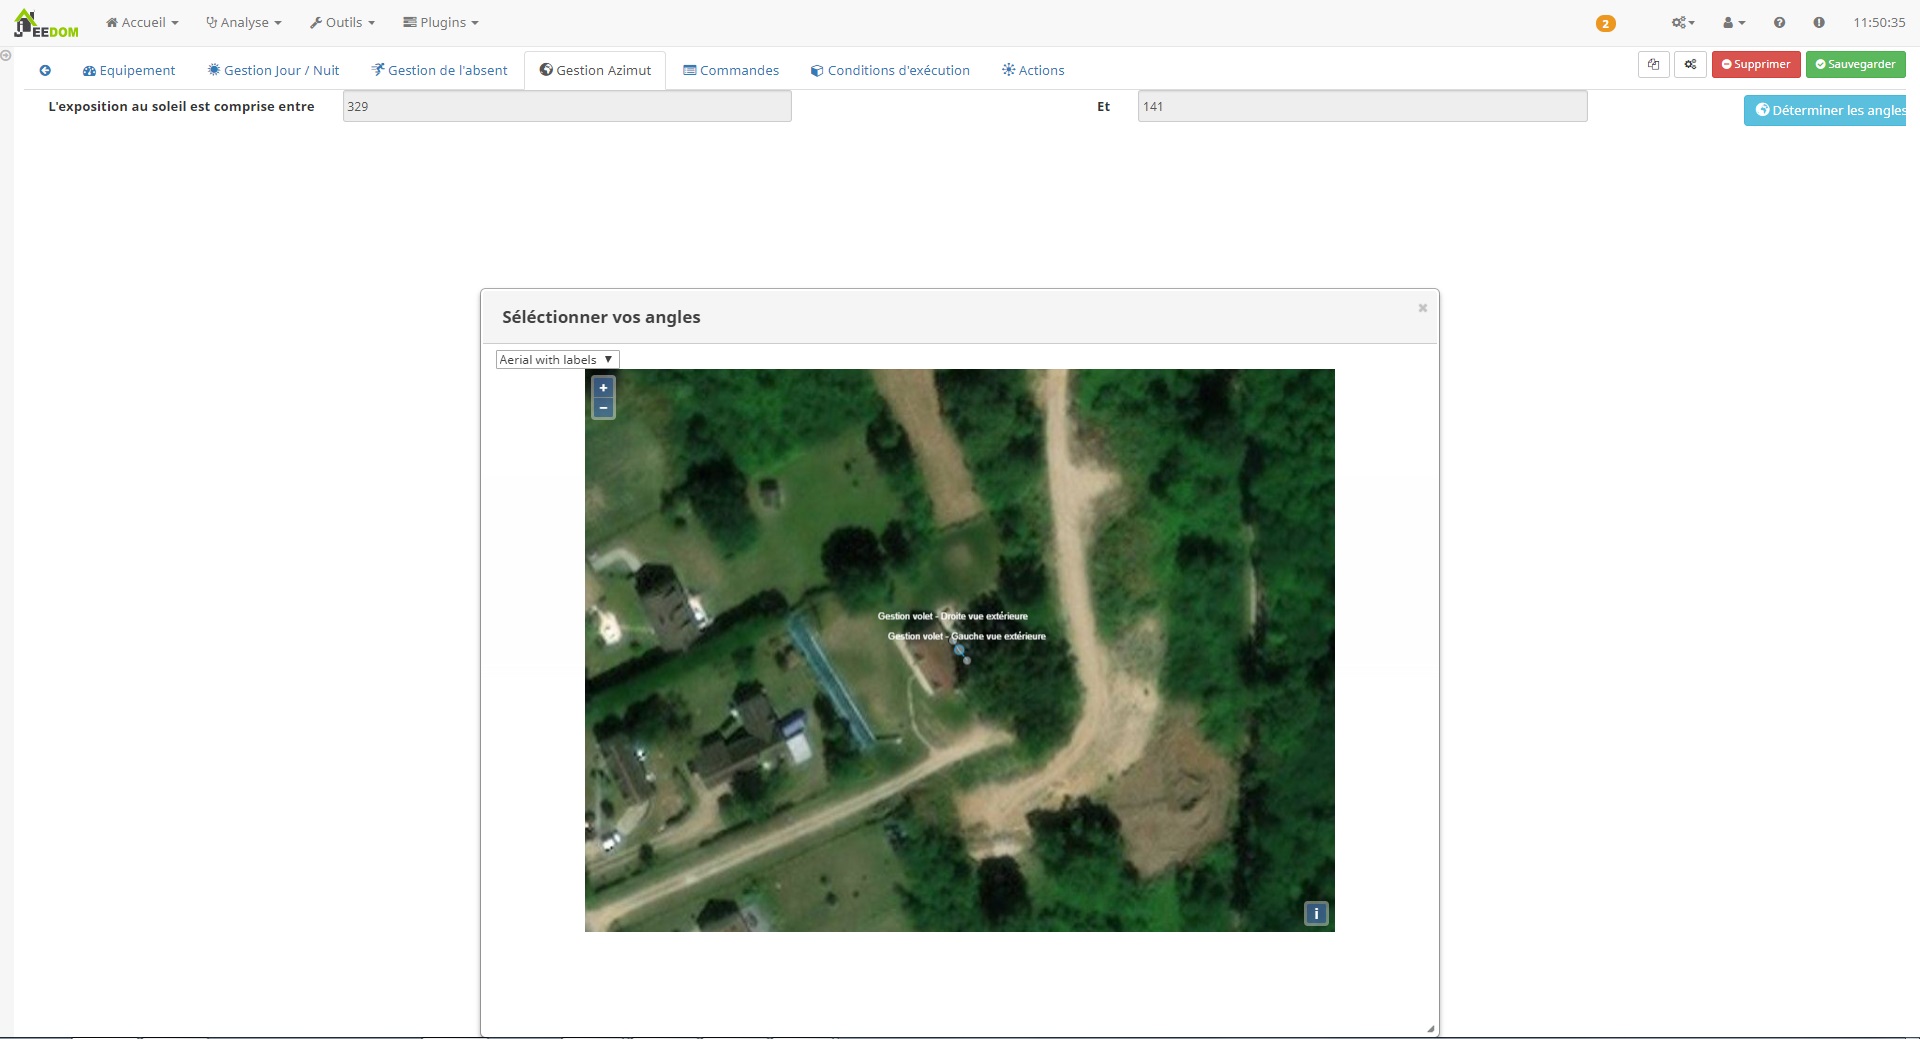 JEEDOM
Accueil
Analyse
Outils
Plugins
2
11:50:35
Equipement
Gestion Jour / Nuit
Gestion de l'absent
Gestion Azimut
Commandes
Conditions d'exécution
Actions
Supprimer
Sauvegarder
L'exposition au soleil est comprise entre
329
Et
141
Déterminer les angles
Séléctionner vos angles
Aerial with labels
+
−
Gestion volet - Droite vue extérieure
Gestion volet - Gauche vue extérieure
i